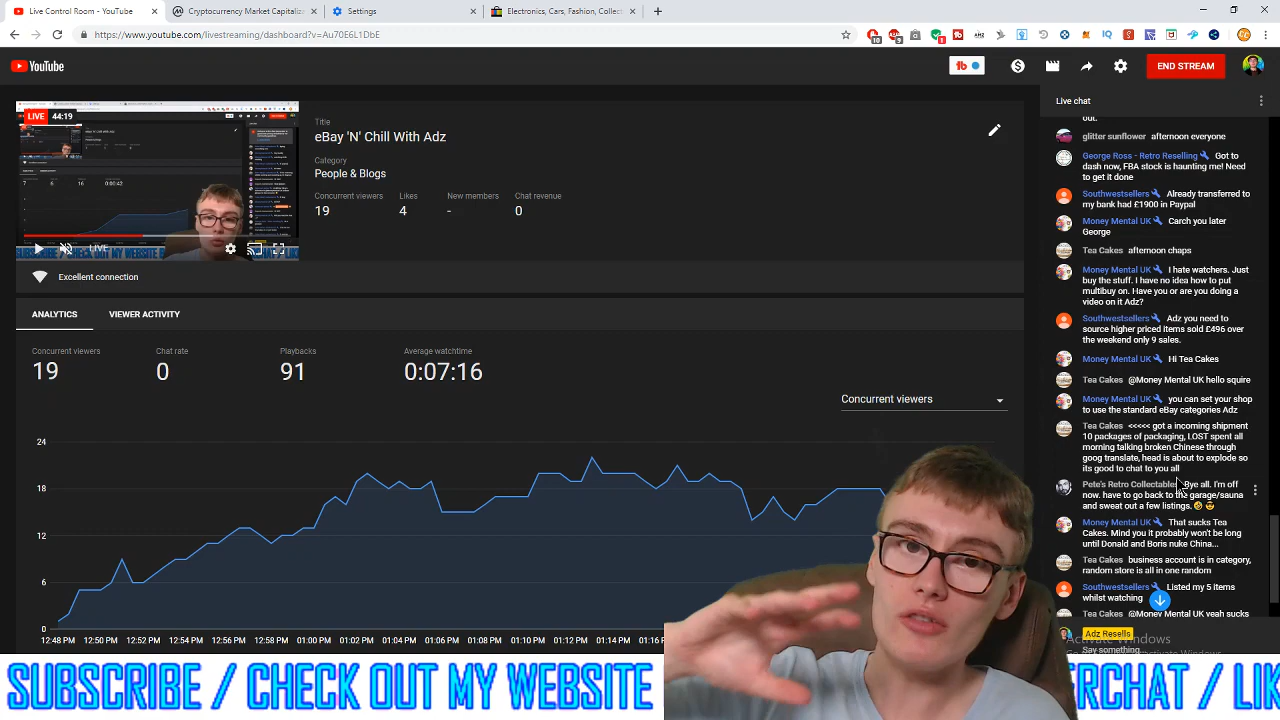 Live Control Room - YouTube
Cryptocurrency Market Capitaliz
Settings
Electronics, Cars, Fashion, Collect
https://www.youtube.com/livestreaming/dashboard?v=Au70E6L1DbE
YouTube
END STREAM
LIVE 44:19
LIVE
Title
eBay 'N' Chill With Adz
Category
People & Blogs
Concurrent viewers Likes New members Chat revenue
19 4 - 0
Excellent connection
ANALYTICS VIEWER ACTIVITY
Concurrent viewers Chat rate Playbacks Average watchtime
19 0 91 0:07:16
Concurrent viewers
24
18
12
6
0
12:48 PM 12:50 PM 12:52 PM 12:54 PM 12:56 PM 12:58 PM 01:00 PM 01:02 PM 01:04 PM 01:06 PM 01:08 PM 01:10 PM 01:12 PM 01:14 PM 01:16 P
Live chat
out.
glitter sunflower afternoon everyone
George Ross - Retro Reselling Got to
dash now, FBA stock is haunting me! Need
to get it done
Southwestsellers Already transferred to
my bank had £1900 in Paypal
Money Mental UK Carch you later
George
Tea Cakes afternoon chaps
Money Mental UK I hate watchers. Just
buy the stuff. I have no idea how to put
multibuy on. Have you or are you doing a
video on it Adz?
Southwestsellers Adz you need to
source higher priced items sold £496 over
the weekend only 9 sales.
Money Mental UK Hi Tea Cakes
Tea Cakes @Money Mental UK hello squire
Money Mental UK you can set your shop
to use the standard eBay categories Adz
Tea Cakes <<<<< got a incoming shipment
10 packages of packaging, LOST spent all
morning talking broken Chinese through
goog translate, head is about to explode so
its good to chat to you all
Pete's Retro Collectables Bye all. I'm off
now. have to go back to the garage/sauna
and sweat out a few listings.
Money Mental UK That sucks Tea
Cakes. Mind you It probably won't be long
until Donald and Boris nuke China...
Tea Cakes business account is in category,
random store is all in one random
Southwestsellers Listed my 5 items
whilst watching
Tea Cakes @Money Mental UK yeah sucks
Adz Resells
Activate Windows
Say something
SUBSCRIBE / CHECK OUT MY WEBSITE
ERCHAT / LIK